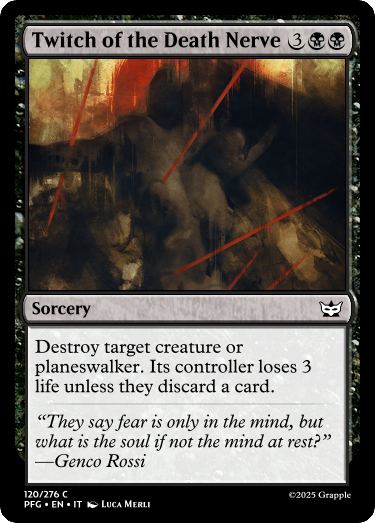 Twitch of the Death Nerve 3
Sorcery
Destroy target creature or
planeswalker. Its controller loses 3
life unless they discard a card.
“They say fear is only in the mind, but
what is the soul if not the mind at rest?”
—Genco Rossi
120/276 C
PFG • EN • IT Luca Merli
©2025 Grapple